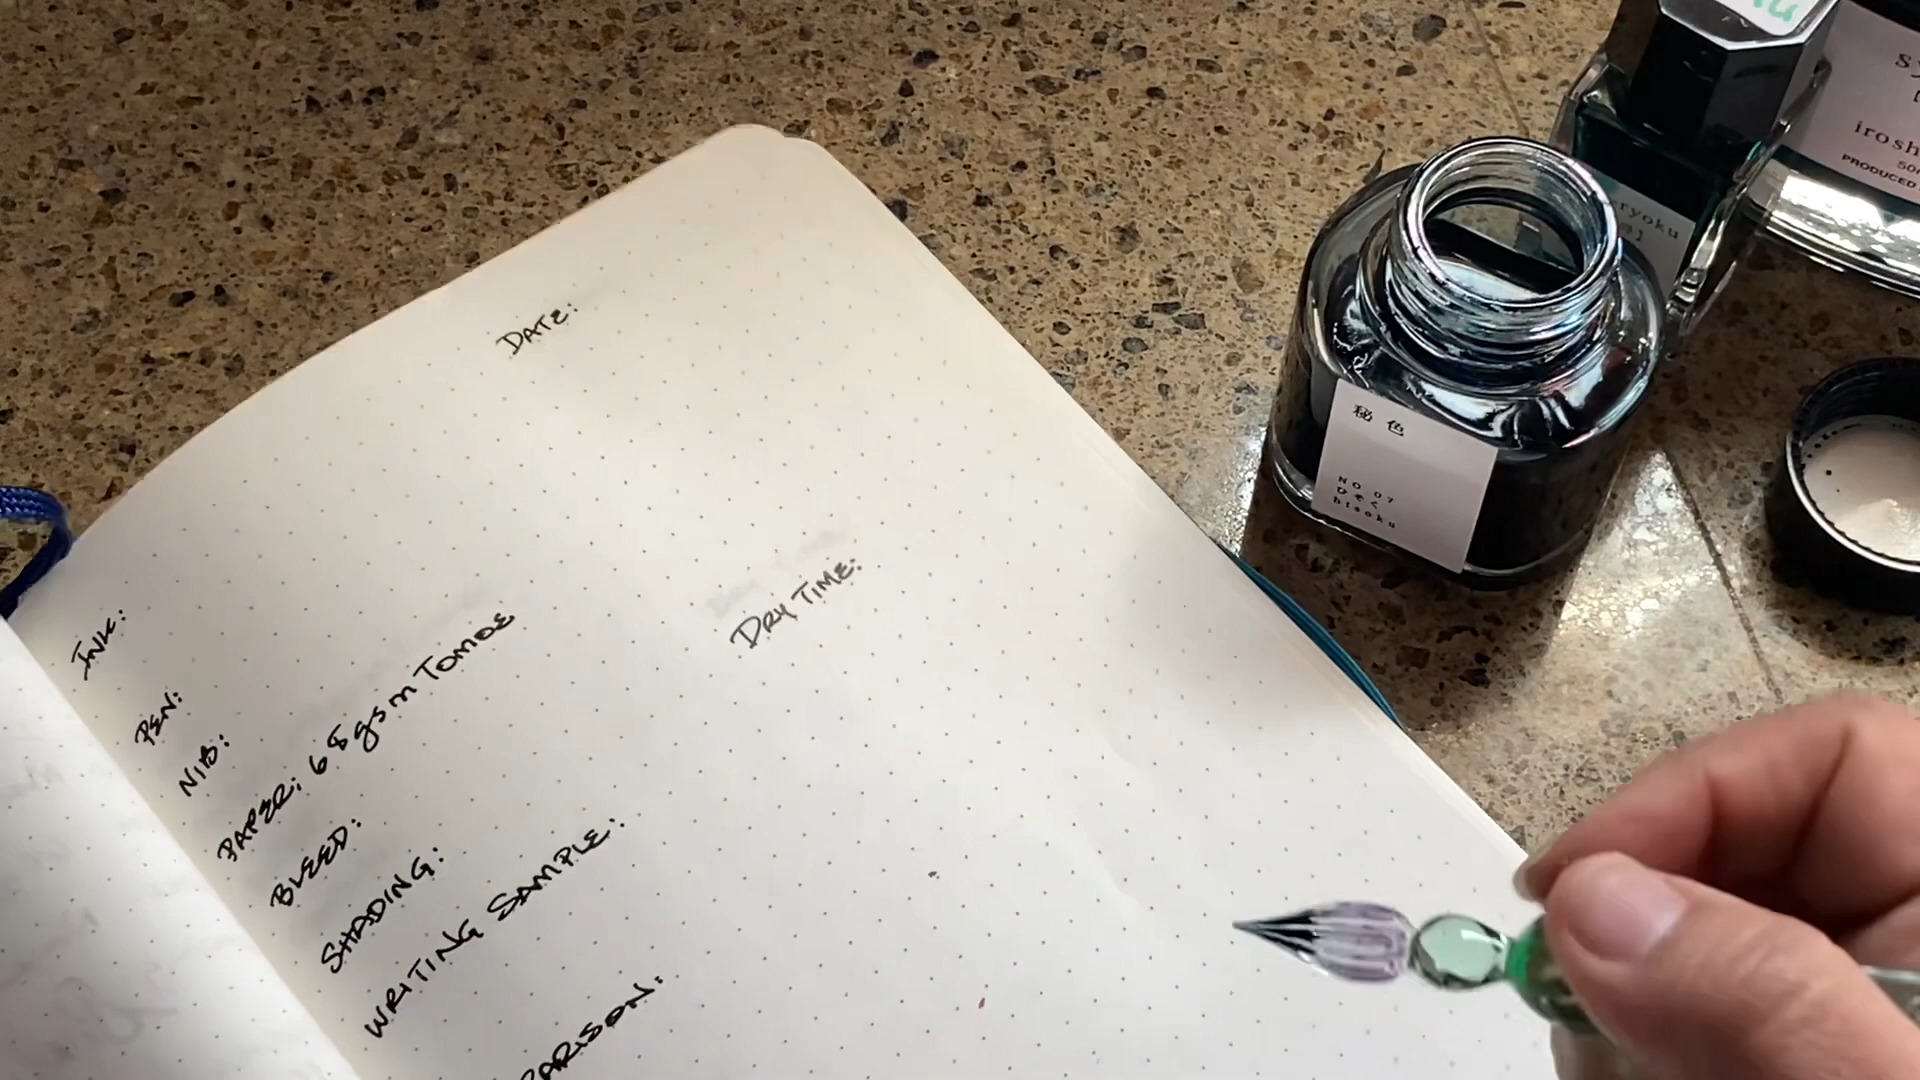 DATE:
INK:
PEN:
NIB:
DRY TIME:
PAPER: 68gsm TOMOE
BLEED:
SHADING:
WRITING SAMPLE:
秘色
NO. 07
ひそく
hisoku
PRODUCED